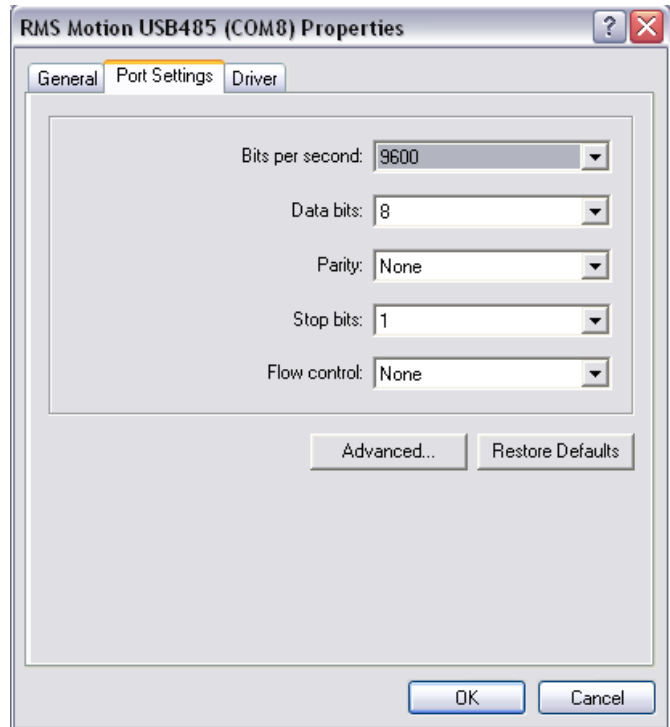 RMS Motion USB485 (COM8) Properties
General Port Settings Driver
Bits per second: 9600
Data bits: 8
Parity: None
Stop bits: 1
Flow control: None
Advanced... Restore Defaults
OK Cancel